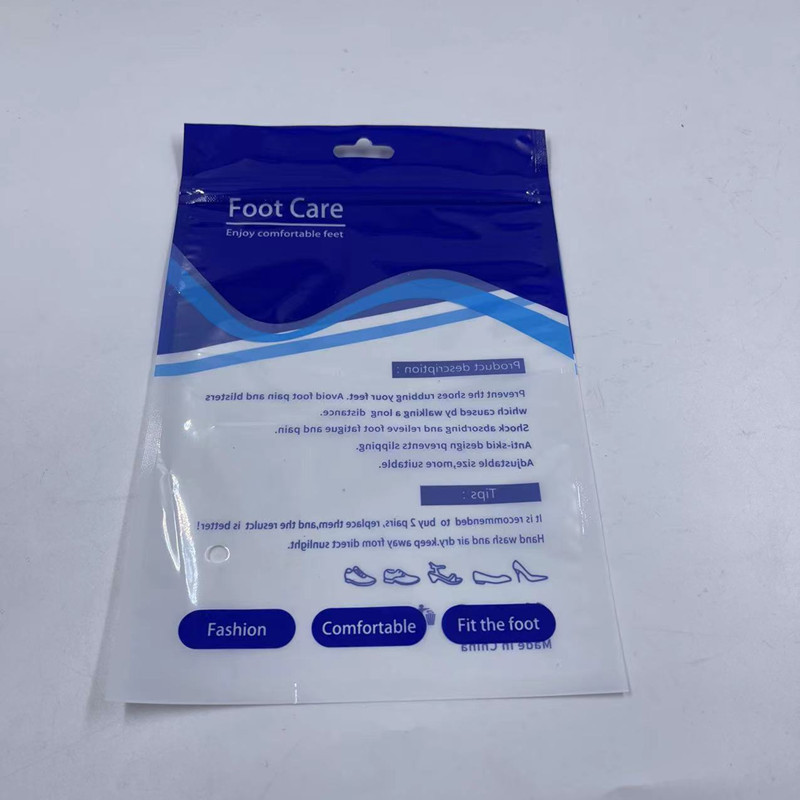 Foot Care
Enjoy comfortable feet
Product description :
Prevent the shoes rubbing your feet. Avoid foot pain and blisters
which caused by walking a long distance.
Shock absorbing and relieve foot fatigue and pain.
Anti-skid design prevents slipping.
Adjustable size,more suitable.
Tips :
It is recommended to buy 2 pairs, replace them,and the resulct is better!
Hand wash and air dry.keep away from direct sunlight.
Fashion
Comfortable
Fit the foot
Made in China